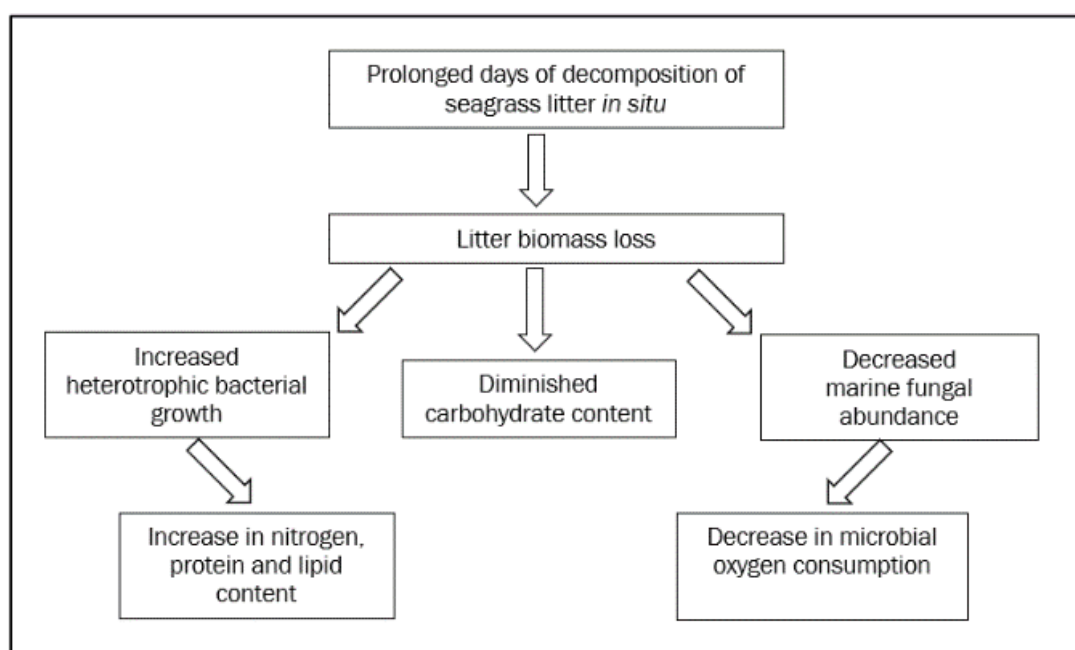 Prolonged days of decomposition of
seagrass litter in situ
Litter biomass loss
Increased
heterotrophic bacterial
growth
Diminished
carbohydrate content
Decreased
marine fungal
abundance
Increase in nitrogen,
protein and lipid
content
Decrease in microbial
oxygen consumption